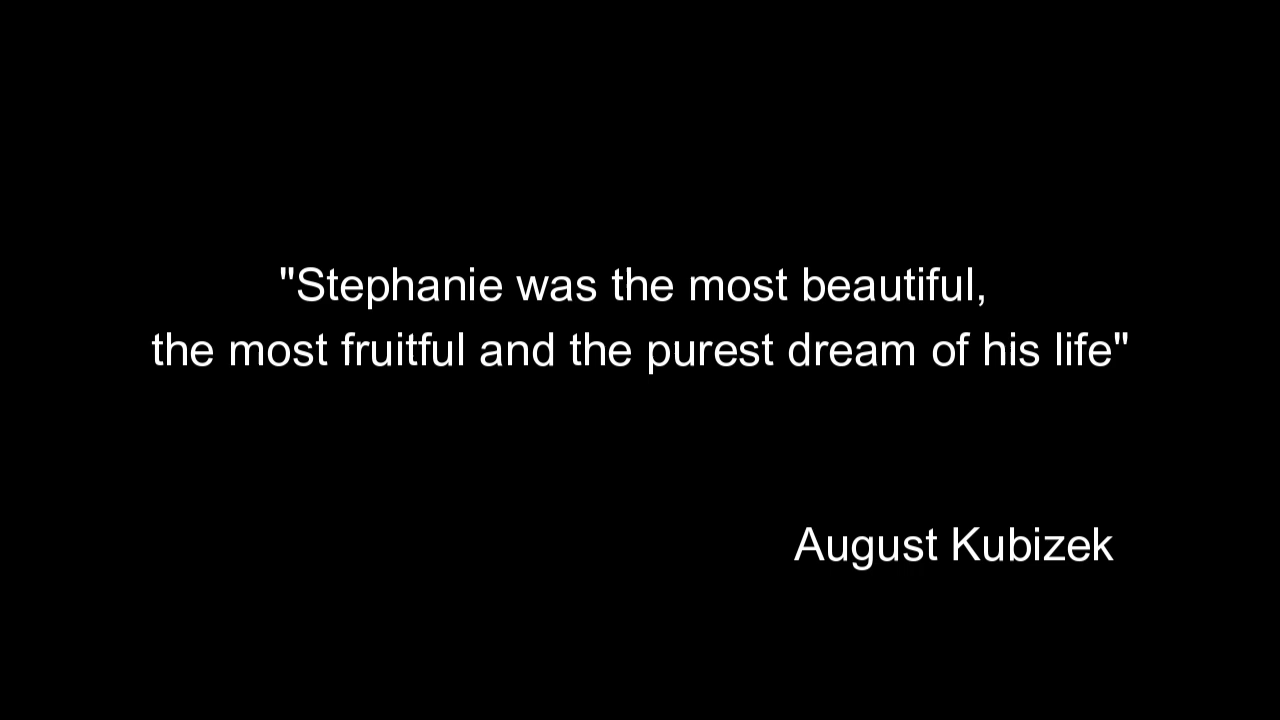 "Stephanie was the most beautiful,
the most fruitful and the purest dream of his life"
August Kubizek